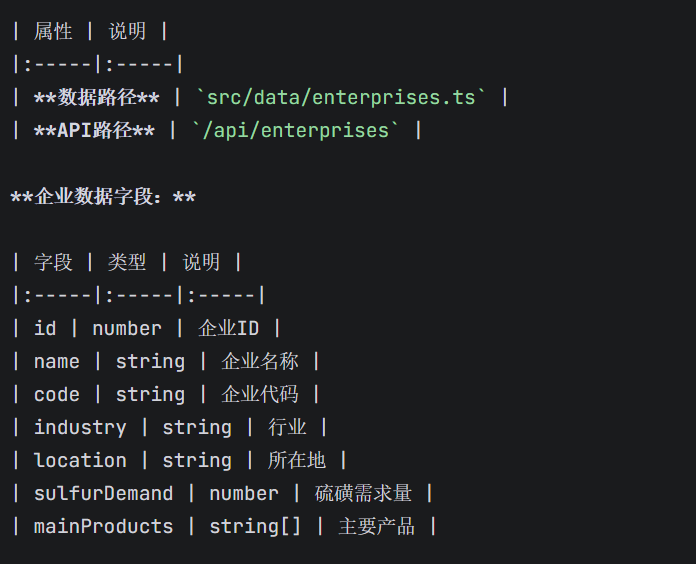 | 属性 | 说明 |
|:-----|:-----|
| **数据路径** | `src/data/enterprises.ts` |
| **API路径** | `/api/enterprises` |

**企业数据字段：**

| 字段 | 类型 | 说明 |
|:-----|:-----|:-----|
| id | number | 企业ID |
| name | string | 企业名称 |
| code | string | 企业代码 |
| industry | string | 行业 |
| location | string | 所在地 |
| sulfurDemand | number | 硫磺需求量 |
| mainProducts | string[] | 主要产品 |